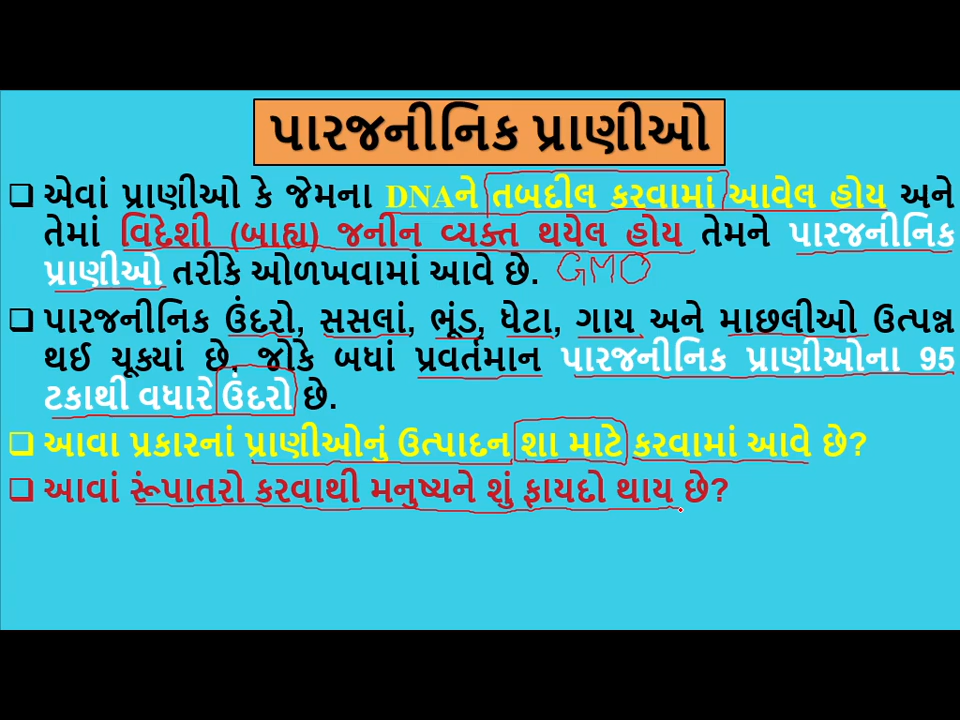 પારજનીનિક પ્રાણીઓ
❑ એવાં પ્રાણીઓ કે જેમના DNAને તબદીલ કરવામાં આવેલ હોય અને
તેમાં વિદેશી (બાહ્ય) જનીન વ્યક્ત થયેલ હોય તેમને પારજનીનિક
પ્રાણીઓ તરીકે ઓળખવામાં આવે છે. GMO
❑ પારજનીનિક ઉંદરો, સસલાં, ભૂંડ, ઘેટા, ગાય અને માછલીઓ ઉત્પન્ન
થઈ ચૂક્યાં છે. જોકે બધાં પ્રવર્તમાન પારજનીનિક પ્રાણીઓના 95
ટકાથી વધારે ઉંદરો છે.
❑ આવા પ્રકારનાં પ્રાણીઓનું ઉત્પાદન શા માટે કરવામાં આવે છે?
❑ આવાં રૂંપાતરો કરવાથી મનુષ્યને શું ફાયદો થાય છે?